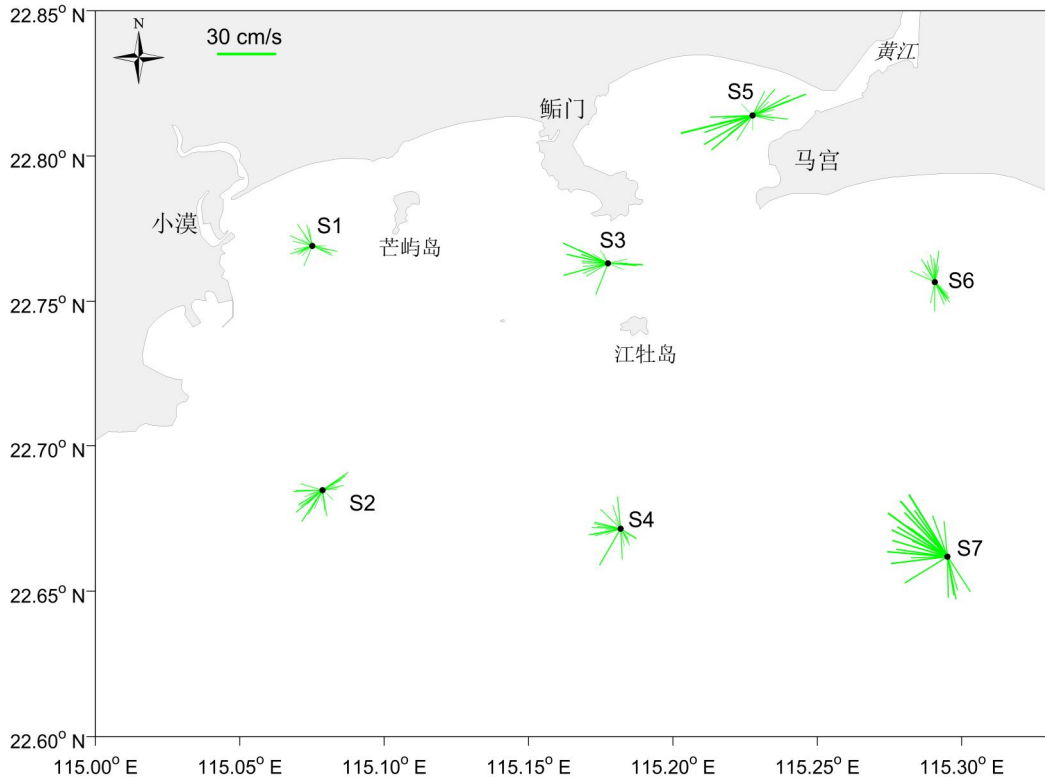 22.85° N
N
30 cm/s
黄江
S5
鲘门
22.80° N
马宫
小漠
S1
芒屿岛
S3
S6
22.75° N
江牡岛
22.70° N
S2
S4
S7
22.65° N
22.60° N
115.00° E 115.05° E 115.10° E 115.15° E 115.20° E 115.25° E 115.30° E